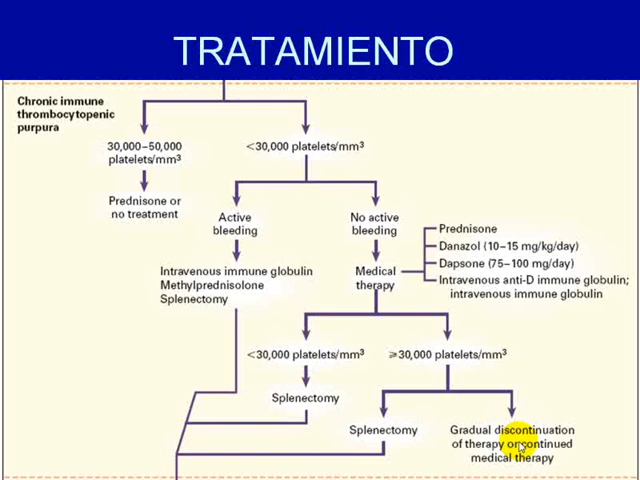 TRATAMIENTO
Chronic immune
thrombocytopenic
purpura
30,000–50,000
platelets/mm³
<30,000 platelets/mm³
Prednisone or
no treatment
Active
bleeding
No active
bleeding
Prednisone
Danazol (10–15 mg/kg/day)
Dapsone (75–100 mg/day)
Intravenous anti-D immune globulin;
intravenous immune globulin
Intravenous immune globulin
Methylprednisolone
Splenectomy
Medical
therapy
<30,000 platelets/mm³
≥30,000 platelets/mm³
Splenectomy
Splenectomy
Gradual discontinuation
of therapy or continued
medical therapy